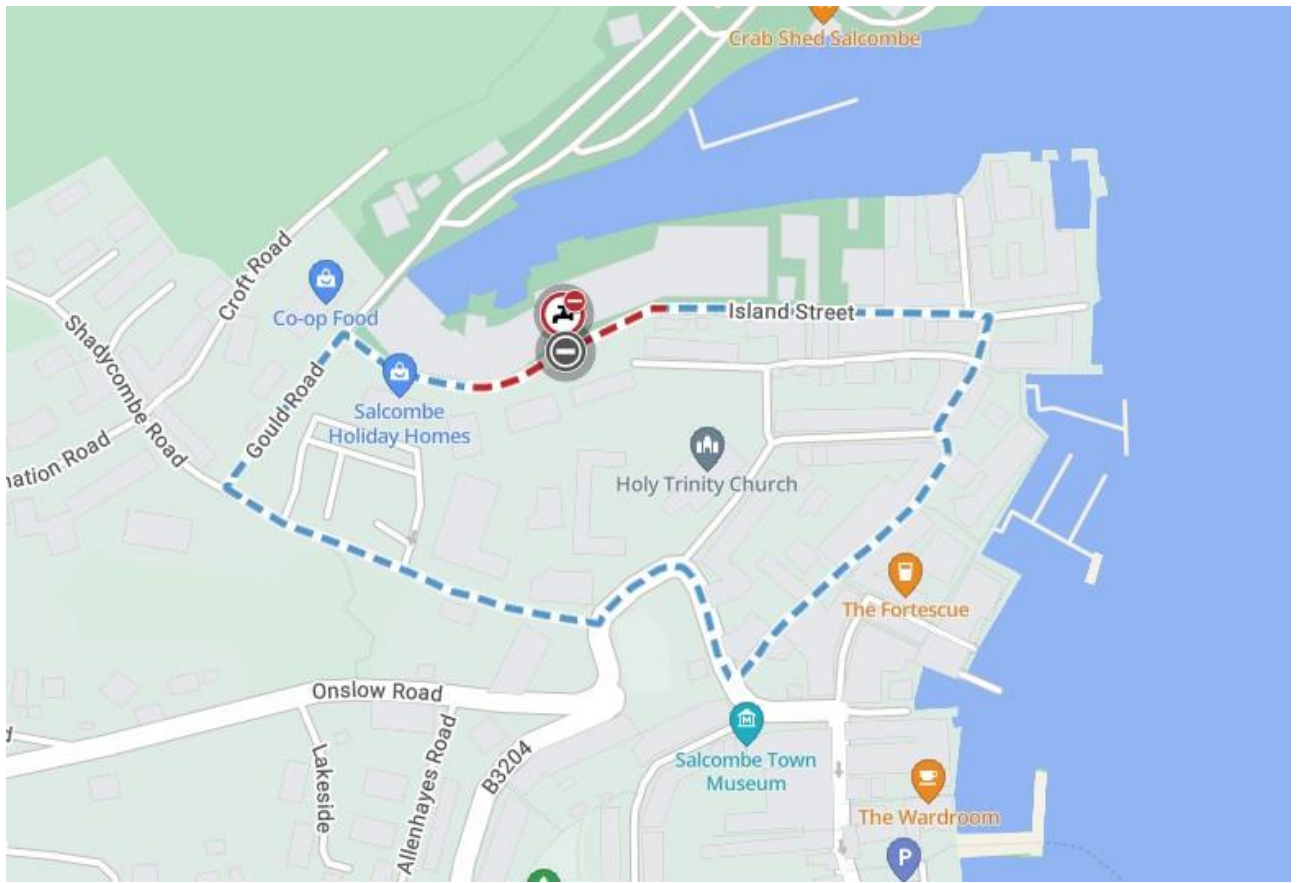 Crab Shed Salcombe
Croft Road
Co-op Food
Island Street
Shadycombe Road
Gould Road
Salcombe
Holiday Homes
nation Road
Holy Trinity Church
The Fortescue
Onslow Road
d
Lakeside
Allenhayes Road
B3204
M
Salcombe Town
Museum
The Wardroom
P